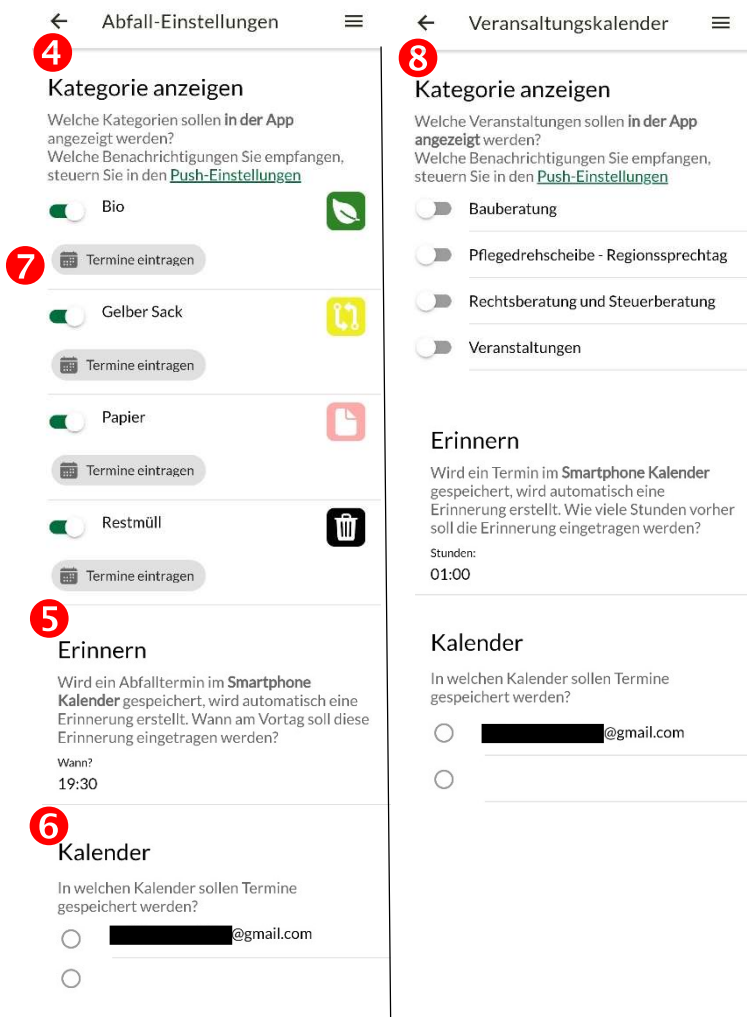 Abfall-Einstellungen
4
Kategorie anzeigen
Welche Kategorien sollen in der App
angezeigt werden?
Welche Benachrichtigungen Sie empfangen,
steuern Sie in den Push-Einstellungen
Bio
7
Termine eintragen
Gelber Sack
Termine eintragen
Papier
Termine eintragen
Restmüll
Termine eintragen
5
Erinnern
Wird ein Abfalltermin im Smartphone
Kalender gespeichert, wird automatisch eine
Erinnerung erstellt. Wann am Vortag soll diese
Erinnerung eingetragen werden?
Wann?
19:30
6
Kalender
In welchen Kalender sollen Termine
gespeichert werden?
@gmail.com
Veransaltungskalender
8
Kategorie anzeigen
Welche Veranstaltungen sollen in der App
angezeigt werden?
Welche Benachrichtigungen Sie empfangen,
steuern Sie in den Push-Einstellungen
Bauberatung
Pflegedrehscheibe - Regionssprechtag
Rechtsberatung und Steuerberatung
Veranstaltungen
Erinnern
Wird ein Termin im Smartphone Kalender
gespeichert, wird automatisch eine
Erinnerung erstellt. Wie viele Stunden vorher
soll die Erinnerung eingetragen werden?
Stunden:
01:00
Kalender
In welchen Kalender sollen Termine
gespeichert werden?
@gmail.com